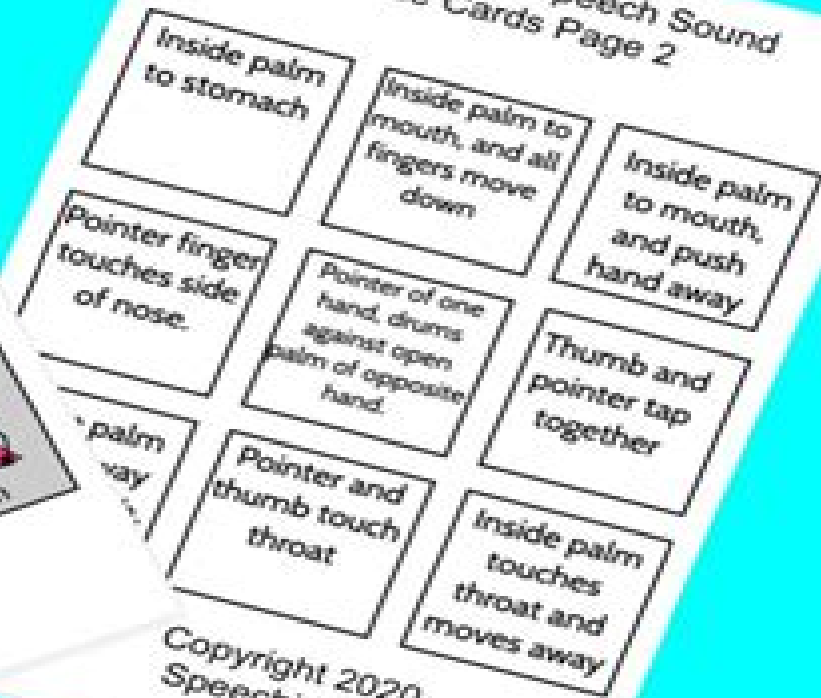 Speech Sound
Cards Page 2
Inside palm
to stomach
Inside palm to
mouth, and all
fingers move
down
Inside palm
to mouth,
and push
hand away
Pointer finger
touches side
of nose.
Pointer of one
hand, drums
against open
palm of opposite
hand.
Thumb and
pointer tap
together
palm
Pointer and
thumb touch
throat
Inside palm
touches
throat and
moves away
Copyright 2020